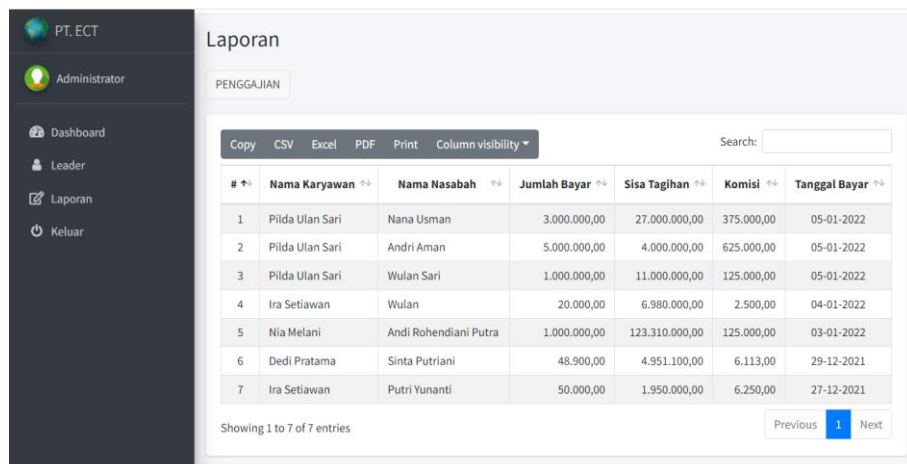 PT. ECT
Administrator
Dashboard
Leader
Laporan
Keluar
Laporan
PENGGAJIAN
Copy CSV Excel PDF Print Column visibility
Search:
# Nama Karyawan Nama Nasabah Jumlah Bayar Sisa Tagihan Komisi Tanggal Bayar
1 Pilda Ulan Sari Nana Usman 3.000.000,00 27.000.000,00 375.000,00 05-01-2022
2 Pilda Ulan Sari Andri Aman 5.000.000,00 4.000.000,00 625.000,00 05-01-2022
3 Pilda Ulan Sari Wulan Sari 1.000.000,00 11.000.000,00 125.000,00 05-01-2022
4 Ira Setiawan Wulan 20.000,00 6.980.000,00 2.500,00 04-01-2022
5 Nia Melani Andi Rohendiani Putra 1.000.000,00 123.310.000,00 125.000,00 03-01-2022
6 Dedi Pratama Sinta Putriani 48.900,00 4.951.100,00 6.113,00 29-12-2021
7 Ira Setiawan Putri Yunanti 50.000,00 1.950.000,00 6.250,00 27-12-2021
Showing 1 to 7 of 7 entries
Previous 1 Next